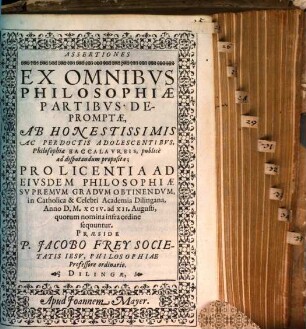 ASSERTIONES
EX OMNIBVS
PHILOSOPHIÆ
PARTIBVS DE-
PROMPTÆ,
AB HONESTISSIMIS
AC PERDOCTIS ADOLESCENTIBVS,
Philosophiæ BACCALAVREIS, publicè
ad disputandum propositæ;
PRO LICENTIA AD
EIVSDEM PHILOSOPHIÆ
SVPREMVM GRADVM OBTINENDVM,
in Catholica & Celebri Academia Dilingana,
Anno D, M. XCIV. ad XII. Augusti,
quorum nomina infra ordine
sequuntur.
PRÆSIDE
P. IACOBO FREY SOCIE-
TATIS IESV, PHILOSOPHIÆ
Professore ordinario.
DILINGÆ,
Apud Joannem Mayer.